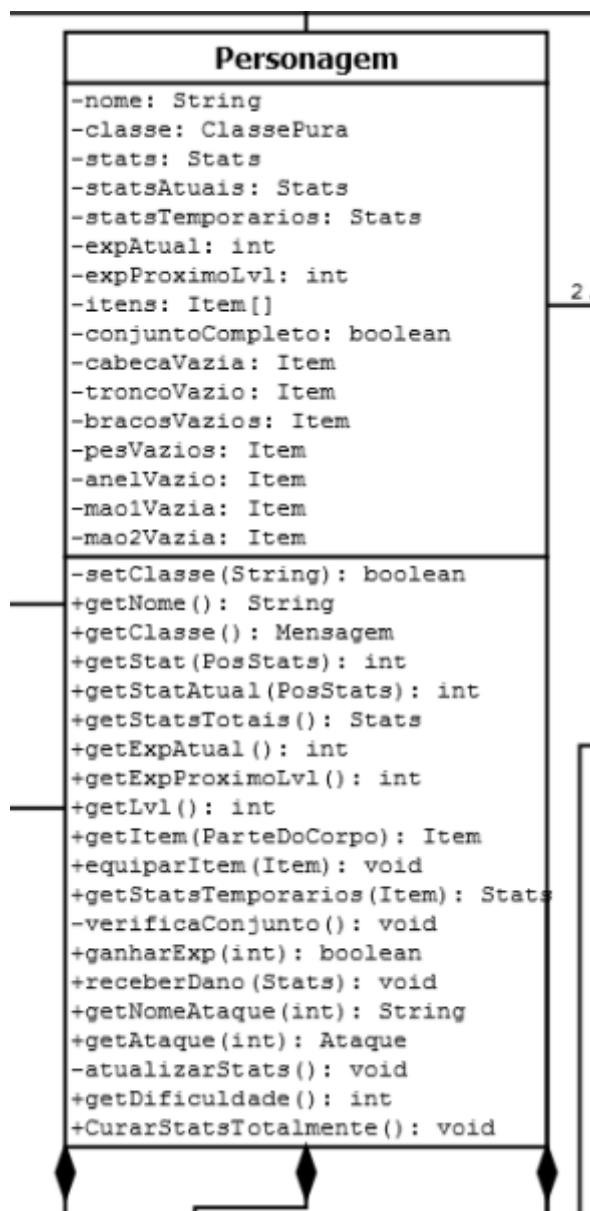 Personagem
-nome: String
-classe: ClassePura
-stats: Stats
-statsAtuais: Stats
-statsTemporarios: Stats
-expAtual: int
-expProximoLvl: int
-itens: Item[]
-conjuntoCompleto: boolean
-cabecaVazia: Item
-troncoVazio: Item
-bracosVazios: Item
-pesVazios: Item
-anelVazio: Item
-mao1Vazia: Item
-mao2Vazia: Item
2.
-setClasse(String): boolean
+getNome(): String
+getClasse(): Mensagem
+getStat(PosStats): int
+getStatAtual(PosStats): int
+getStatsTotais(): Stats
+getExpAtual(): int
+getExpProximoLvl(): int
+getLvl(): int
+getItem(ParteDoCorpo): Item
+equiparItem(Item): void
+getStatsTemporarios(Item): Stats
-verificaConjunto(): void
+ganharExp(int): boolean
+receberDano(Stats): void
+getNomeAtaque(int): String
+getAtaque(int): Ataque
-atualizarStats(): void
+getDificuldade(): int
+CurarStatsTotalmente(): void